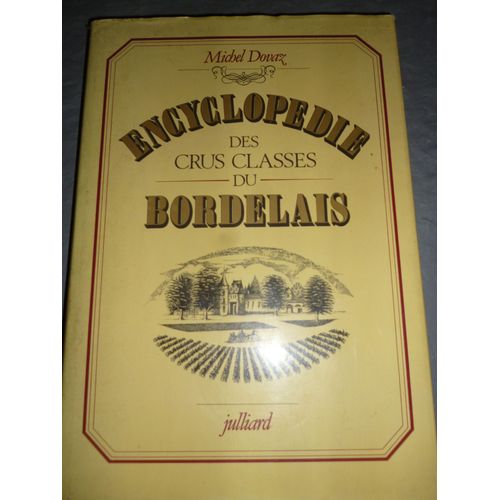 Michel Dovaz
ENCYCLOPEDIE
DES
CRUS CLASSES
DU
BORDELAIS
julliard